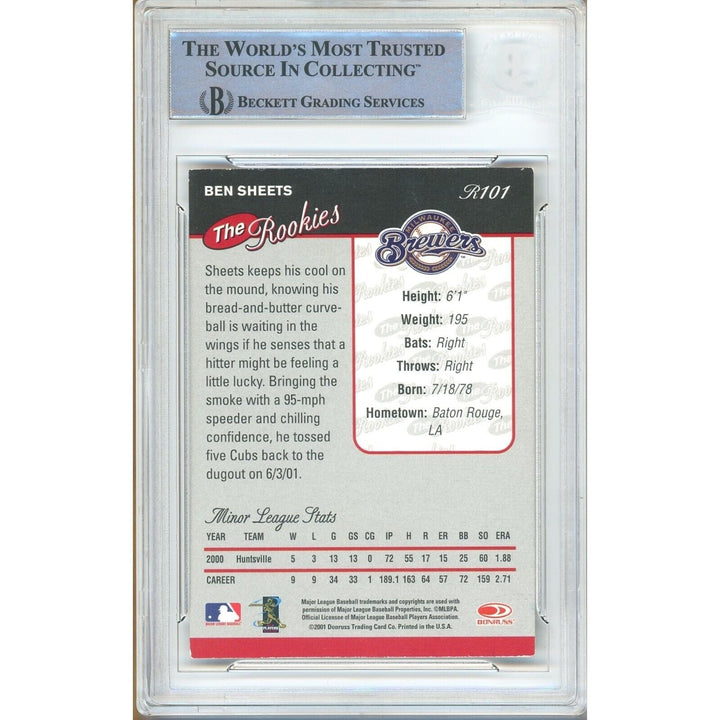 THE WORLD'S MOST TRUSTED
SOURCE IN COLLECTING™
B BECKETT GRADING SERVICES
BEN SHEETS
R101
The Rookies
MILWAUKEE
Brewers
Sheets keeps his cool on
the mound, knowing his
bread-and-butter curve-
ball is waiting in the
wings if he senses that a
hitter might be feeling a
little lucky. Bringing the
smoke with a 95-mph
speeder and chilling
confidence, he tossed
five Cubs back to the
dugout on 6/3/01.
Height: 6'1"
Weight: 195
Bats: Right
Throws: Right
Born: 7/18/78
Hometown: Baton Rouge,
LA
Minor League Stats
YEAR TEAM W L G GS CG IP H R ER BB SO ERA
2000 Huntsville 5 3 13 13 0 72 55 17 15 25 60 1.88
CAREER 9 9 34 33 1 189.1 163 64 57 72 159 2.71
Major League Baseball trademarks and copyrights are used with
permission of Major League Baseball Properties, Inc. ©MLBPA.
Official Licensee of Major League Baseball Players Association.
©2001 Donruss Trading Card Co. Printed in the U.S.A.
PLAYERS
DONRUSS